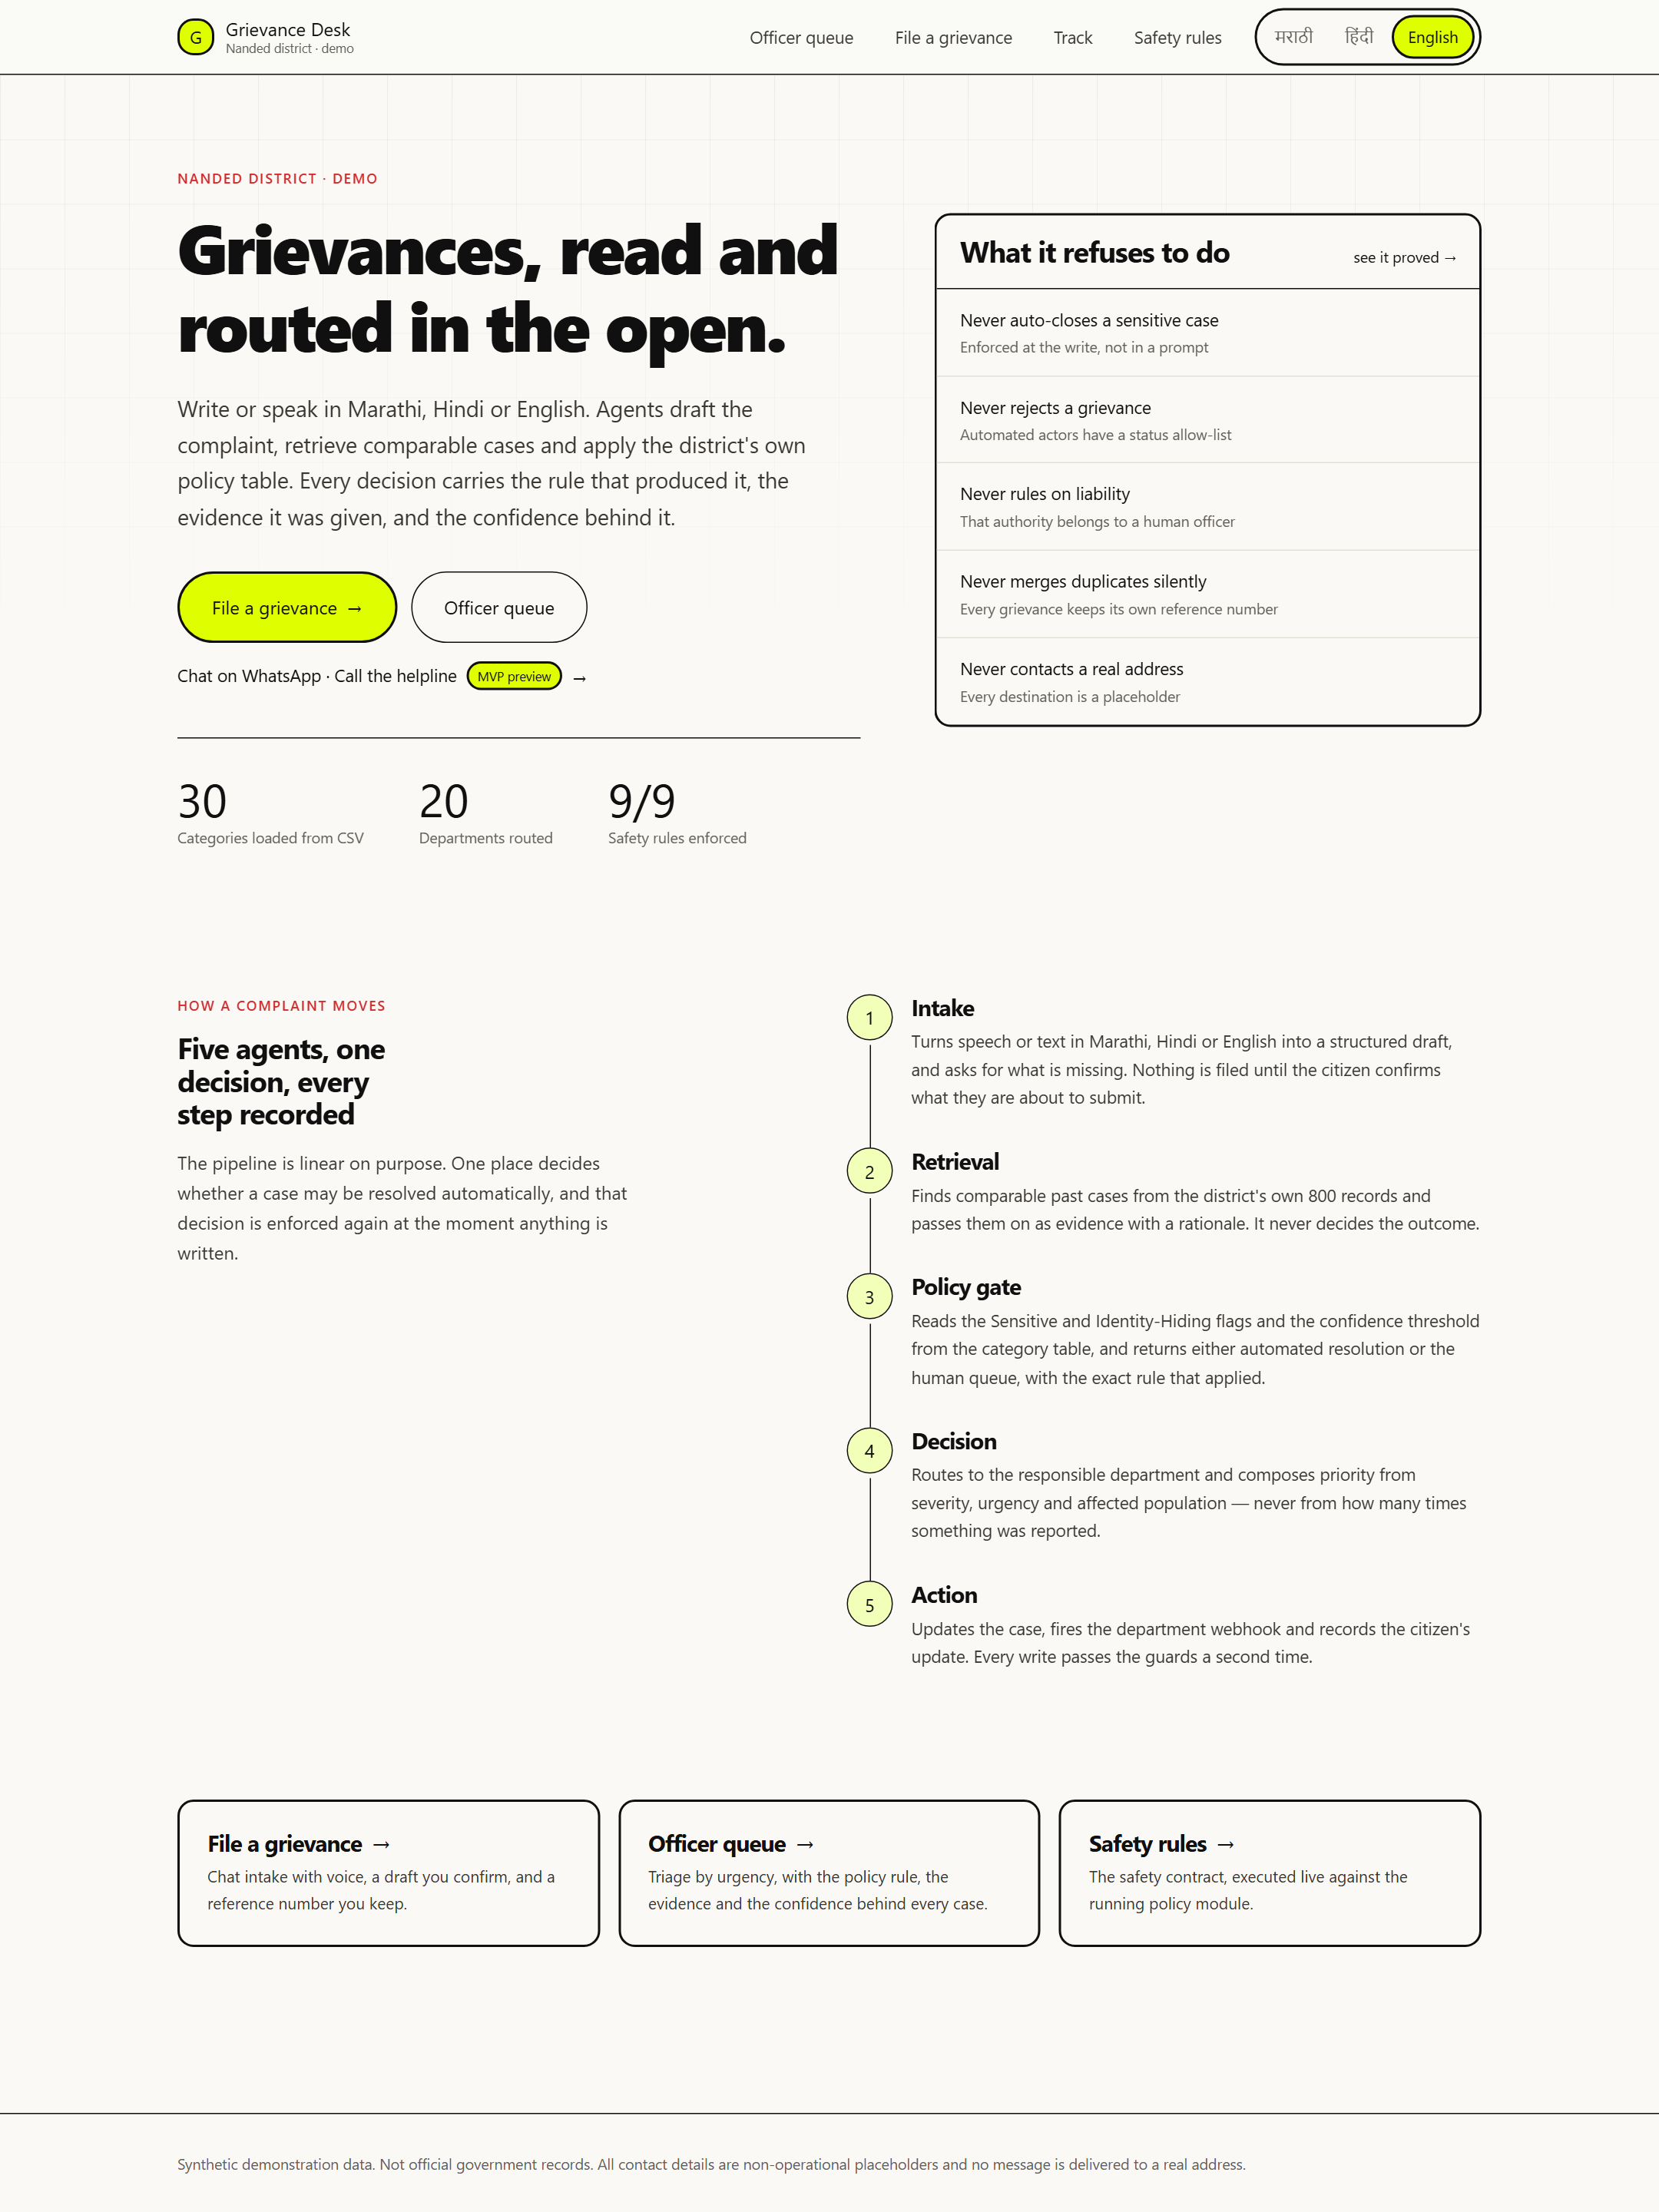 G
Grievance Desk
Nanded district · demo
Officer queue
File a grievance
Track
Safety rules
मराठी
हिंदी
English
NANDED DISTRICT · DEMO
Grievances, read and
routed in the open.
Write or speak in Marathi, Hindi or English. Agents draft the
complaint, retrieve comparable cases and apply the district's own
policy table. Every decision carries the rule that produced it, the
evidence it was given, and the confidence behind it.
File a grievance →
Officer queue
Chat on WhatsApp · Call the helpline MVP preview →
30
Categories loaded from CSV
20
Departments routed
9/9
Safety rules enforced
What it refuses to do
see it proved →
Never auto-closes a sensitive case
Enforced at the write, not in a prompt
Never rejects a grievance
Automated actors have a status allow-list
Never rules on liability
That authority belongs to a human officer
Never merges duplicates silently
Every grievance keeps its own reference number
Never contacts a real address
Every destination is a placeholder
HOW A COMPLAINT MOVES
Five agents, one
decision, every
step recorded
The pipeline is linear on purpose. One place decides
whether a case may be resolved automatically, and that
decision is enforced again at the moment anything is
written.
1
Intake
Turns speech or text in Marathi, Hindi or English into a structured draft,
and asks for what is missing. Nothing is filed until the citizen confirms
what they are about to submit.
2
Retrieval
Finds comparable past cases from the district's own 800 records and
passes them on as evidence with a rationale. It never decides the outcome.
3
Policy gate
Reads the Sensitive and Identity-Hiding flags and the confidence threshold
from the category table, and returns either automated resolution or the
human queue, with the exact rule that applied.
4
Decision
Routes to the responsible department and composes priority from
severity, urgency and affected population — never from how many times
something was reported.
5
Action
Updates the case, fires the department webhook and records the citizen's
update. Every write passes the guards a second time.
File a grievance →
Chat intake with voice, a draft you confirm, and a
reference number you keep.
Officer queue →
Triage by urgency, with the policy rule, the
evidence and the confidence behind every case.
Safety rules →
The safety contract, executed live against the
running policy module.
Synthetic demonstration data. Not official government records. All contact details are non-operational placeholders and no message is delivered to a real address.